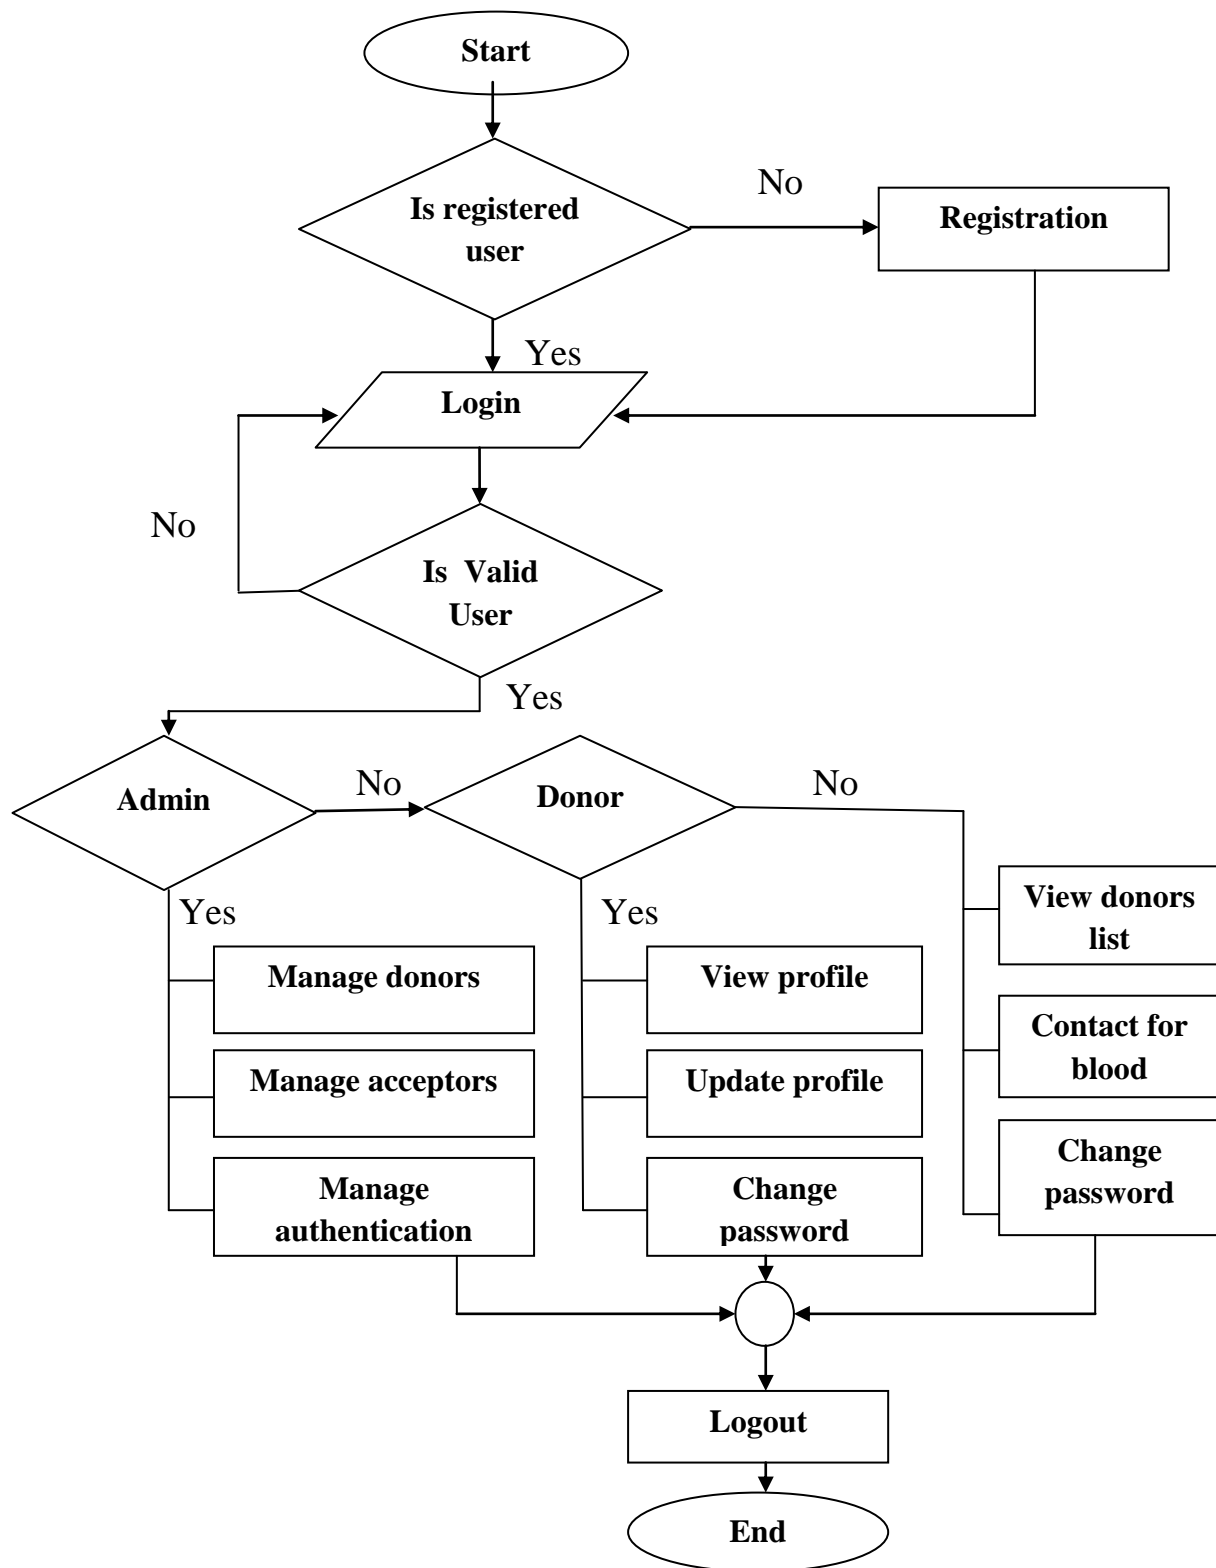 Start
Is registered
user
No
Registration
Yes
Login
No
Is Valid
User
Yes
Admin
No
Donor
No
Yes
Yes
View donors
list
Manage donors
View profile
Contact for
blood
Manage acceptors
Update profile
Change
password
Manage
authentication
Change
password
Logout
End